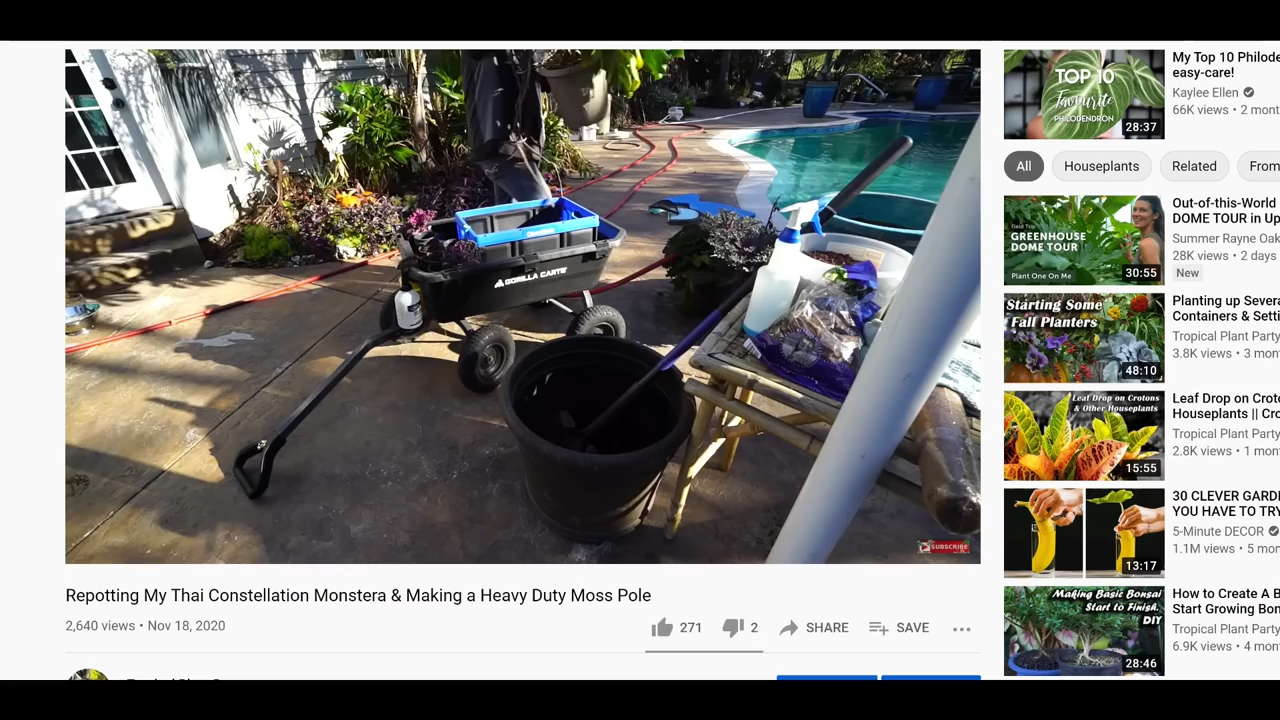 GORILLA CARTS
SUBSCRIBE
Repotting My Thai Constellation Monstera & Making a Heavy Duty Moss Pole
2,640 views • Nov 18, 2020
271
2
SHARE
SAVE
TOP 10
Favourite
PHILODENDRON
28:37
My Top 10 Philode
easy-care!
Kaylee Ellen
66K views • 2 mont
All
Houseplants
Related
From
Field Trip
GREENHOUSE
DOME TOUR
Plant One On Me
30:55
Out-of-this-World
DOME TOUR in Up
Summer Rayne Oak
28K views • 2 days
New
Starting Some
Fall Planters
48:10
Planting up Severa
Containers & Setti
Tropical Plant Party
3.8K views • 3 mon
Leaf Drop on Crotons
& Other Houseplants
15:55
Leaf Drop on Croto
Houseplants || Cro
Tropical Plant Party
2.8K views • 1 mon
13:17
30 CLEVER GARDI
YOU HAVE TO TRY
5-Minute DECOR
1.1M views • 5 mon
Making Basic Bonsai
Start to Finish.
DIY
28:46
How to Create A B
Start Growing Bon
Tropical Plant Party
6.9K views • 4 mon